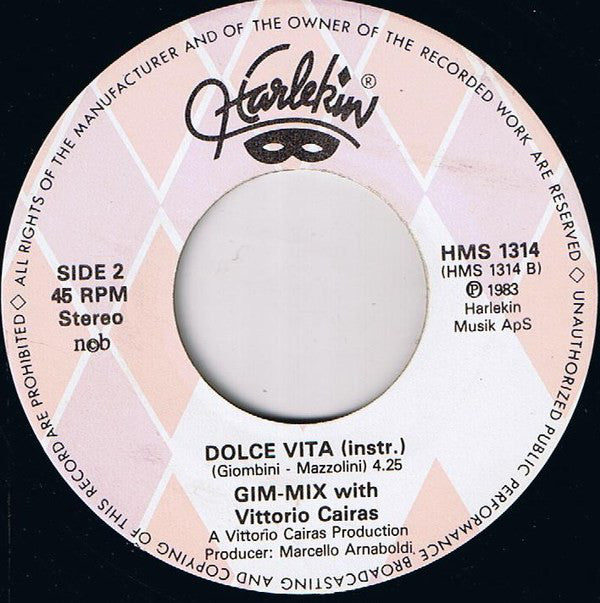 ◇ ALL RIGHTS OF THE MANUFACTURER AND OF THE OWNER OF THE RECORDED WORK ARE RESERVED ◇ UNAUTHORIZED PUBLIC PERFORMANCE, BROADCASTING AND COPYING OF THIS RECORD ARE PROHIBITED
Harlekin®
SIDE 2
45 RPM
Stereo
n©b
HMS 1314
(HMS 1314 B)
℗ 1983
Harlekin
Musik ApS
DOLCE VITA (instr.)
(Giombini - Mazzolini) 4.25
GIM-MIX with
Vittorio Cairas
A Vittorio Cairas Production
Producer: Marcello Arnaboldi